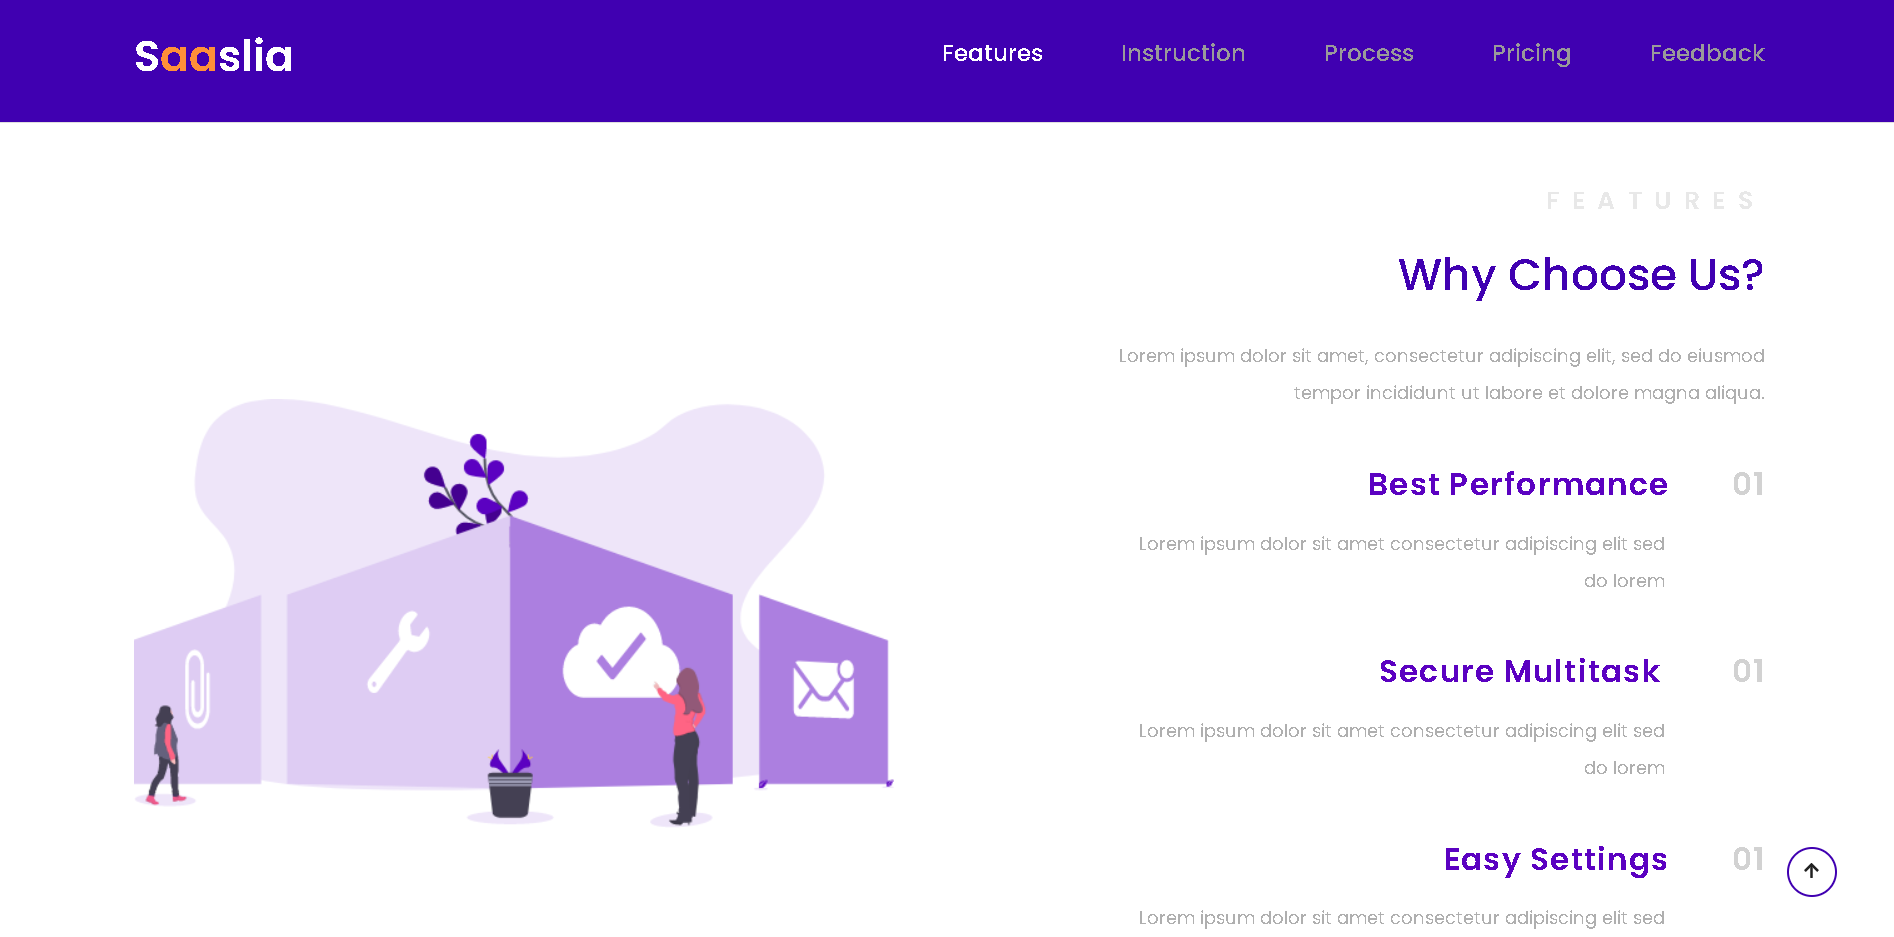 Saaslia
Features Instruction Process Pricing Feedback
FEATURES
Why Choose Us?
Lorem ipsum dolor sit amet, consectetur adipiscing elit, sed do eiusmod
tempor incididunt ut labore et dolore magna aliqua.
Best Performance 01
Lorem ipsum dolor sit amet consectetur adipiscing elit sed
do lorem
Secure Multitask 01
Lorem ipsum dolor sit amet consectetur adipiscing elit sed
do lorem
Easy Settings 01
Lorem ipsum dolor sit amet consectetur adipiscing elit sed